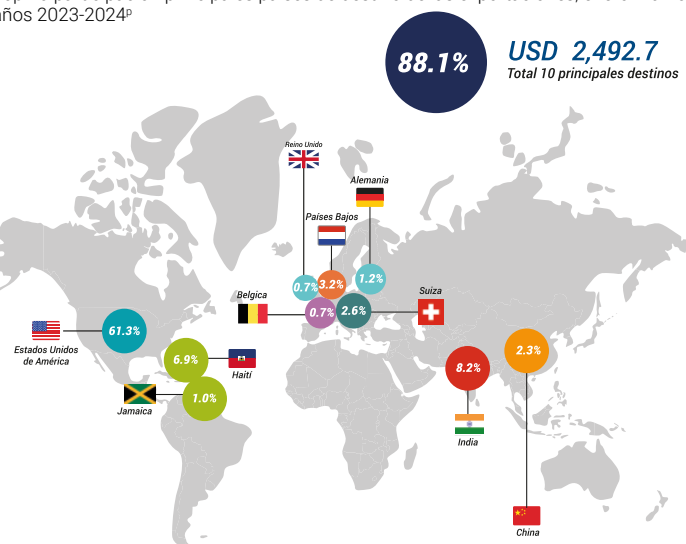 años 2023-2024ᵖ
88.1%
USD 2,492.7
Total 10 principales destinos
Reino Unido
Alemania
Países Bajos
0.7%
3.2%
1.2%
Belgica
0.7%
2.6%
Suiza
61.3%
Estados Unidos
de América
6.9%
Haití
1.0%
Jamaica
8.2%
India
2.3%
China